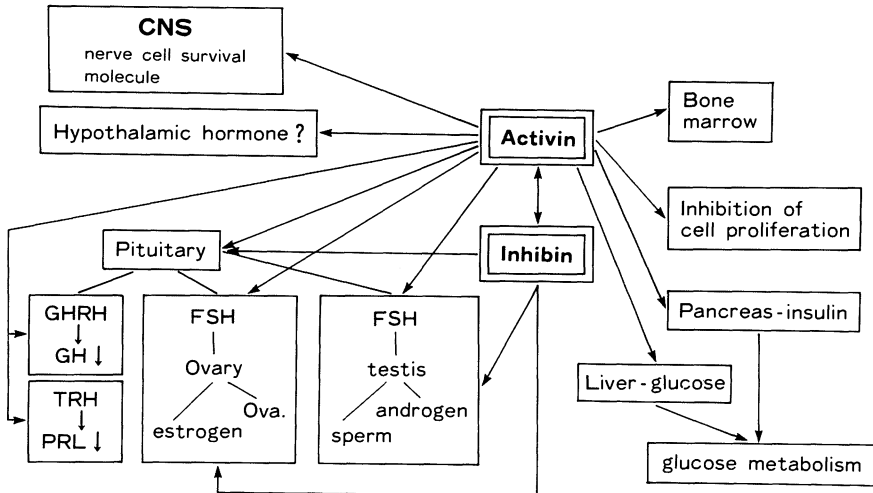 CNS
nerve cell survival
molecule
Hypothalamic hormone ?
Activin
Bone
marrow
Inhibition of
cell proliferation
Pituitary
Inhibin
GHRH
↓
GH ↓
TRH
↓
PRL ↓
FSH
Ovary
Ova.
estrogen
FSH
testis
androgen
sperm
Pancreas-insulin
Liver-glucose
glucose metabolism